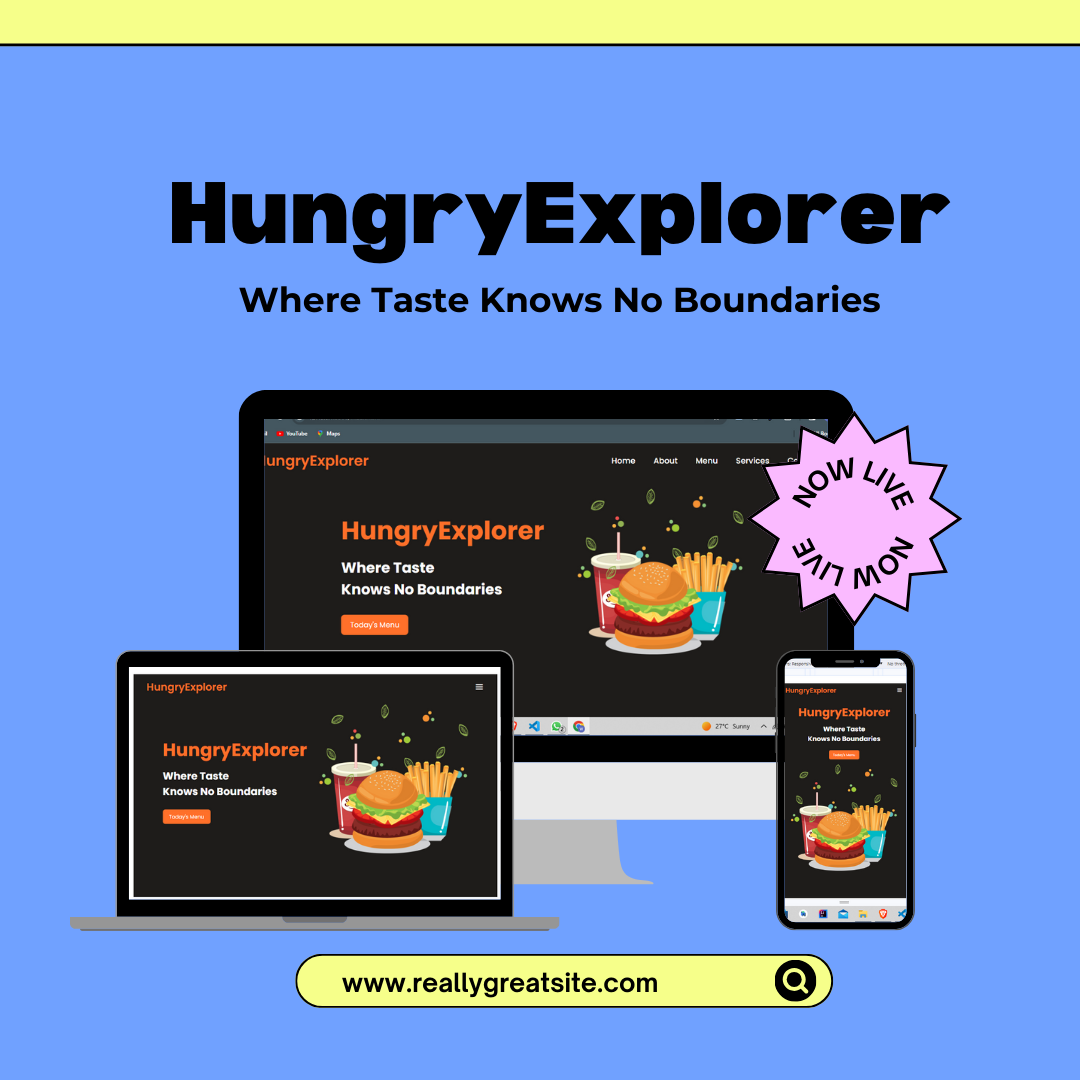 HungryExplorer
Where Taste Knows No Boundaries
YouTube Maps
ungryExplorer
Home About Menu Services
HungryExplorer
Where Taste
Knows No Boundaries
Today's Menu
27°C Sunny
NOW LIVE
NOW LIVE
HungryExplorer
HungryExplorer
Where Taste
Knows No Boundaries
Today's Menu
HungryExplorer
HungryExplorer
Where Taste
Knows No Boundaries
Today's Menu
www.reallygreatsite.com